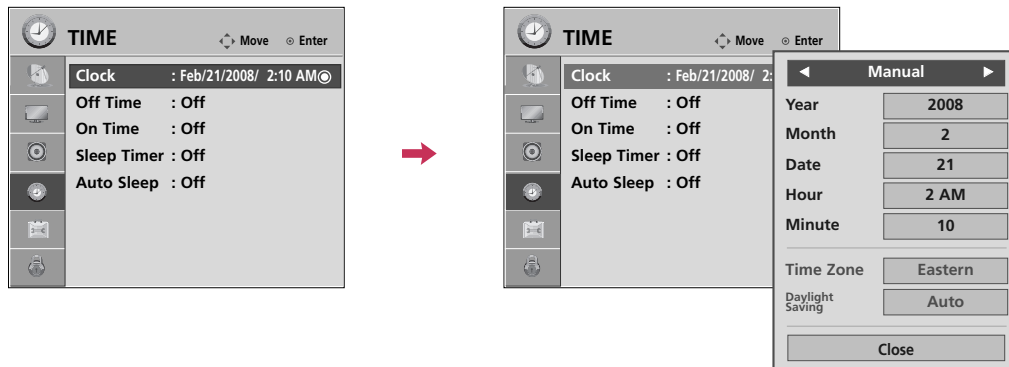 TIME
Move Enter
Clock : Feb/21/2008/ 2:10 AM
Off Time : Off
On Time : Off
Sleep Timer : Off
Auto Sleep : Off
TIME
Move Enter
Clock : Feb/21/2008/ 2:
Off Time : Off
On Time : Off
Sleep Timer : Off
Auto Sleep : Off
Manual
Year 2008
Month 2
Date 21
Hour 2 AM
Minute 10
Time Zone Eastern
Daylight
Saving Auto
Close